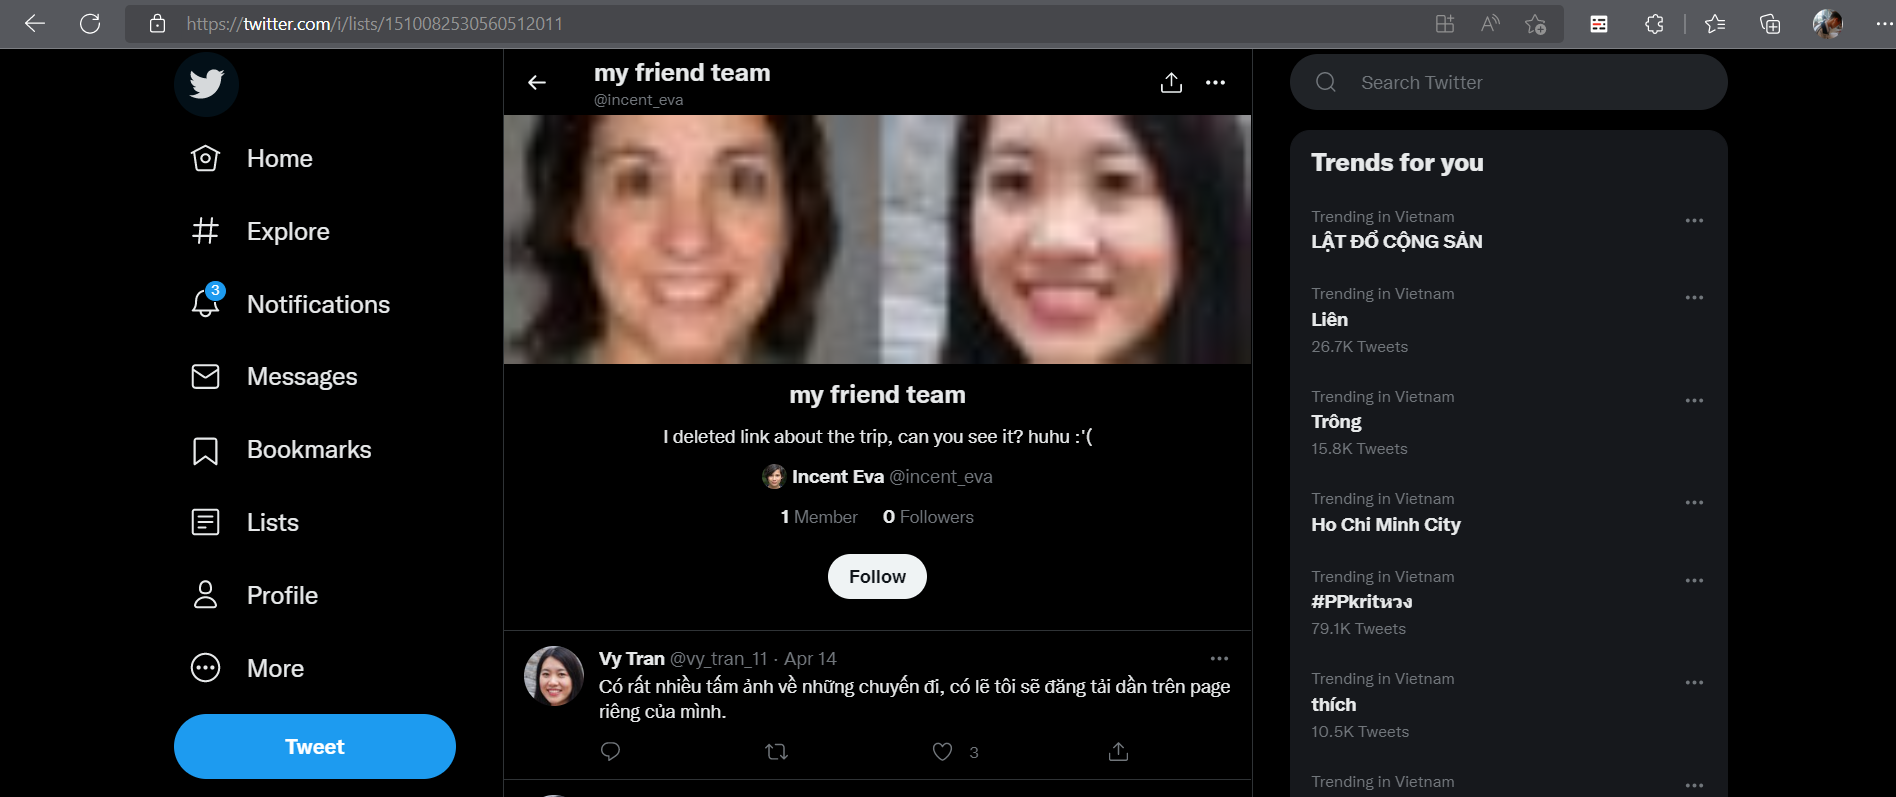 https://twitter.com/i/lists/1510082530560512011
Home
Explore
3
Notifications
Messages
Bookmarks
Lists
Profile
More
Tweet
my friend team
@incent_eva
my friend team
I deleted link about the trip, can you see it? huhu :'(
Incent Eva @incent_eva
1 Member 0 Followers
Follow
Vy Tran @vy_tran_11 · Apr 14
Có rất nhiều tấm ảnh về những chuyến đi, có lẽ tôi sẽ đăng tải dần trên page
riêng của mình.
3
Search Twitter
Trends for you
Trending in Vietnam
LẬT ĐỔ CỘNG SẢN
Trending in Vietnam
Liên
26.7K Tweets
Trending in Vietnam
Trông
15.8K Tweets
Trending in Vietnam
Ho Chi Minh City
Trending in Vietnam
#PPkritหวง
79.1K Tweets
Trending in Vietnam
thích
10.5K Tweets
Trending in Vietnam